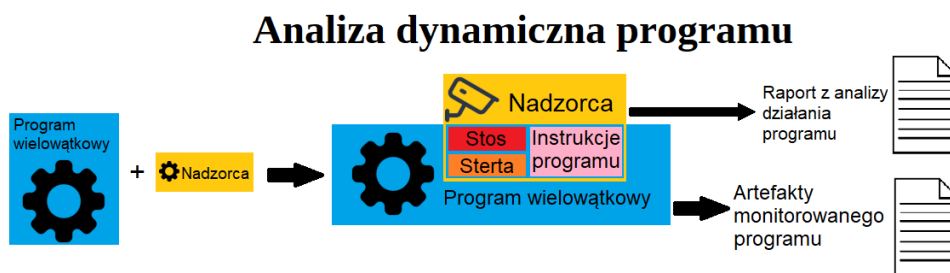 Analiza dynamiczna programu
Program
wielowątkowy
+
Nadzorca
Nadzorca
Stos
Sterta
Instrukcje
programu
Program wielowątkowy
Raport z analizy
działania
programu
Artefakty
monitorowanego
programu